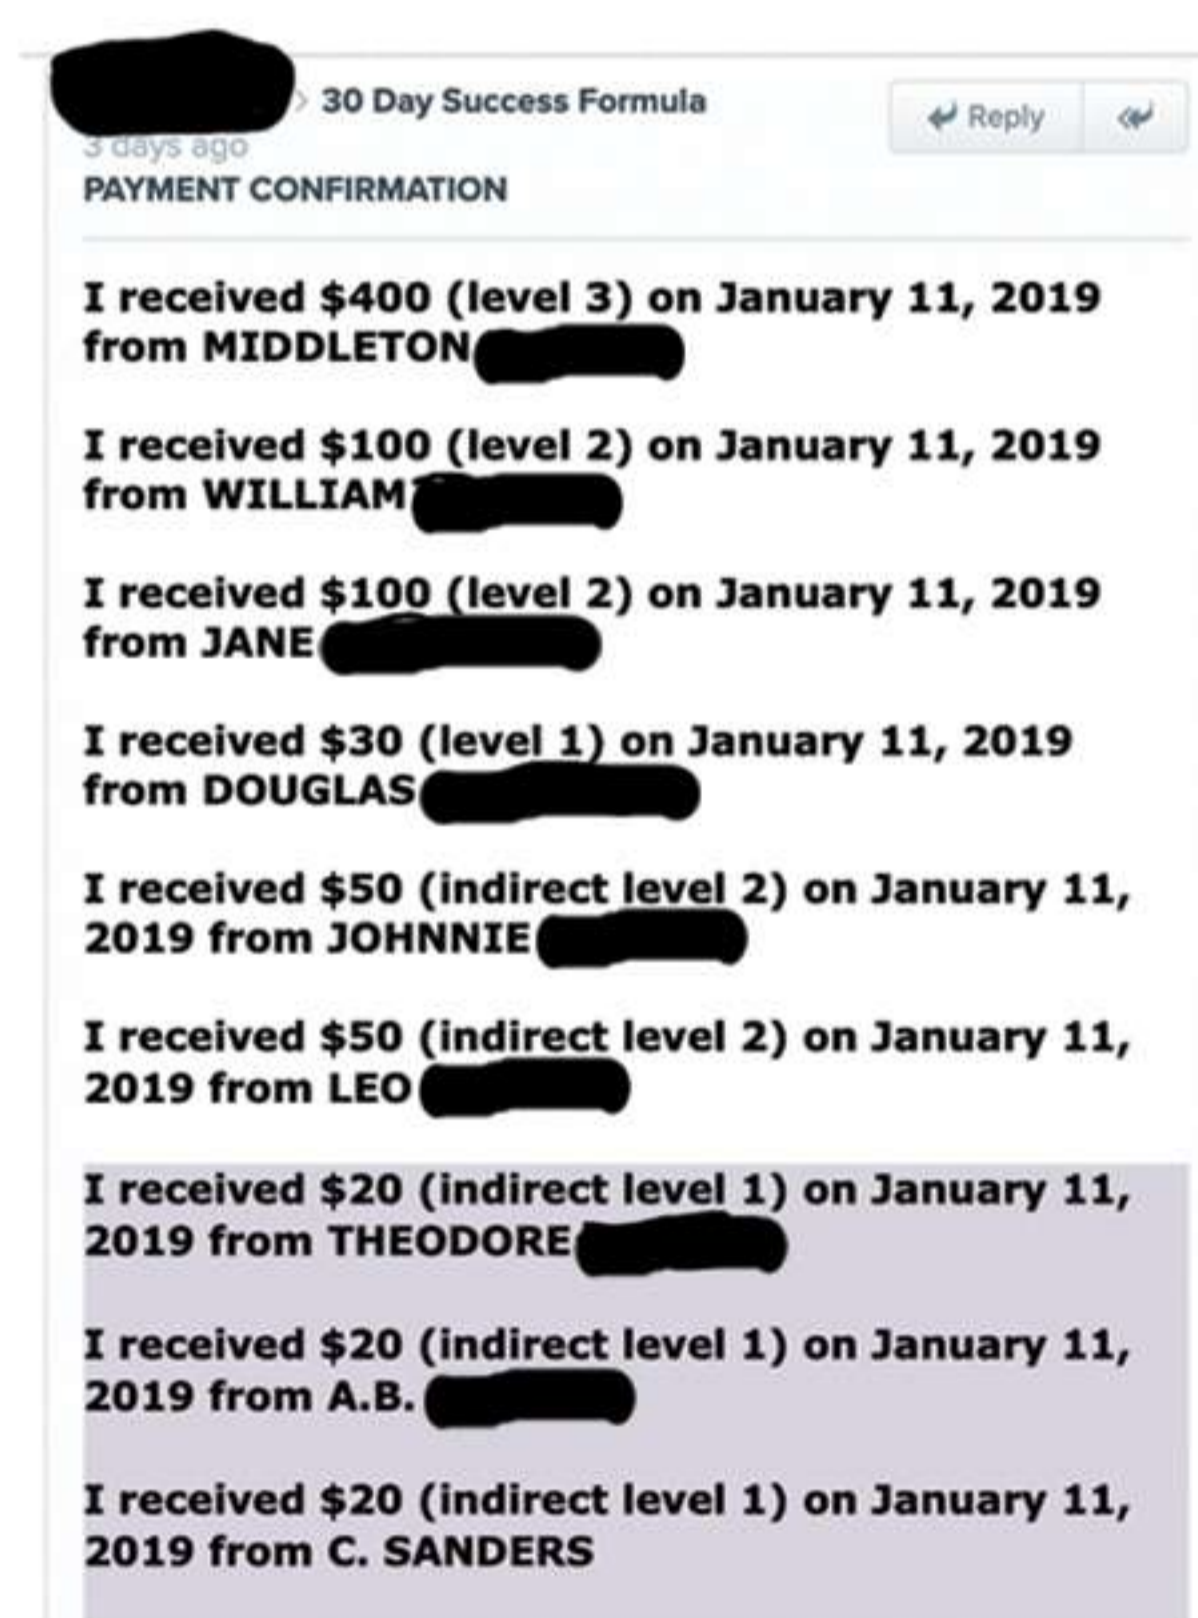 30 Day Success Formula
Reply
3 days ago
PAYMENT CONFIRMATION
I received $400 (level 3) on January 11, 2019
from MIDDLETON
I received $100 (level 2) on January 11, 2019
from WILLIAM
I received $100 (level 2) on January 11, 2019
from JANE
I received $30 (level 1) on January 11, 2019
from DOUGLAS
I received $50 (indirect level 2) on January 11,
2019 from JOHNNIE
I received $50 (indirect level 2) on January 11,
2019 from LEO
I received $20 (indirect level 1) on January 11,
2019 from THEODORE
I received $20 (indirect level 1) on January 11,
2019 from A.B.
I received $20 (indirect level 1) on January 11,
2019 from C. SANDERS